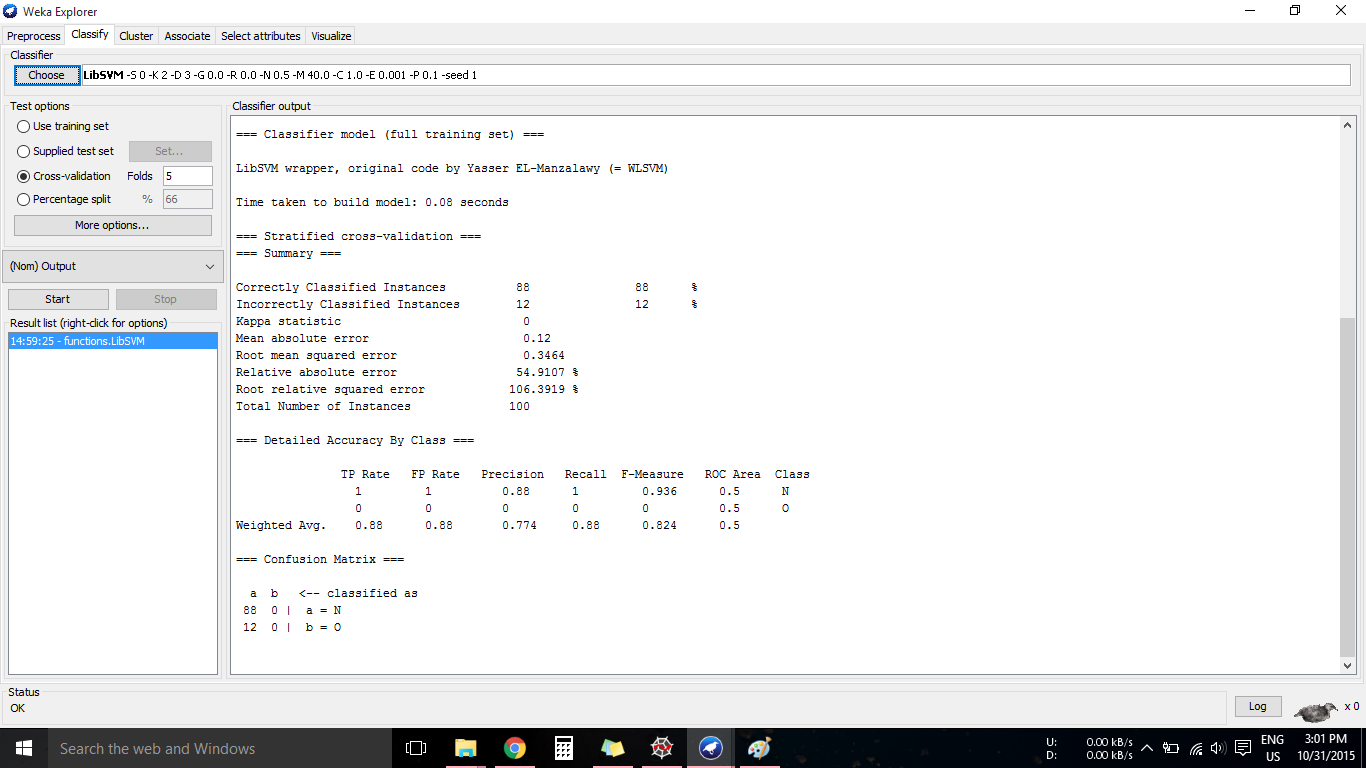 Weka Explorer
Preprocess Classify Cluster Associate Select attributes Visualize
Classifier
Choose LibSVM -S 0 -K 2 -D 3 -G 0.0 -R 0.0 -N 0.5 -M 40.0 -C 1.0 -E 0.001 -P 0.1 -seed 1
Test options
Use training set
Supplied test set Set...
Cross-validation Folds 5
Percentage split % 66
More options...
(Nom) Output
Start Stop
Result list (right-click for options)
14:59:25 - functions.LibSVM
Classifier output
=== Classifier model (full training set) ===
LibSVM wrapper, original code by Yasser EL-Manzalawy (= WLSVM)
Time taken to build model: 0.08 seconds
=== Stratified cross-validation ===
=== Summary ===
Correctly Classified Instances 88 88 %
Incorrectly Classified Instances 12 12 %
Kappa statistic 0
Mean absolute error 0.12
Root mean squared error 0.3464
Relative absolute error 54.9107 %
Root relative squared error 106.3919 %
Total Number of Instances 100
=== Detailed Accuracy By Class ===
TP Rate FP Rate Precision Recall F-Measure ROC Area Class
1 1 0.88 1 0.936 0.5 N
0 0 0 0 0 0.5 O
Weighted Avg. 0.88 0.88 0.774 0.88 0.824 0.5
=== Confusion Matrix ===
a b <-- classified as
88 0 | a = N
12 0 | b = O
Status
OK
Log x 0
Search the web and Windows
U: 0.00 kB/s
D: 0.00 kB/s
ENG
US
3:01 PM
10/31/2015